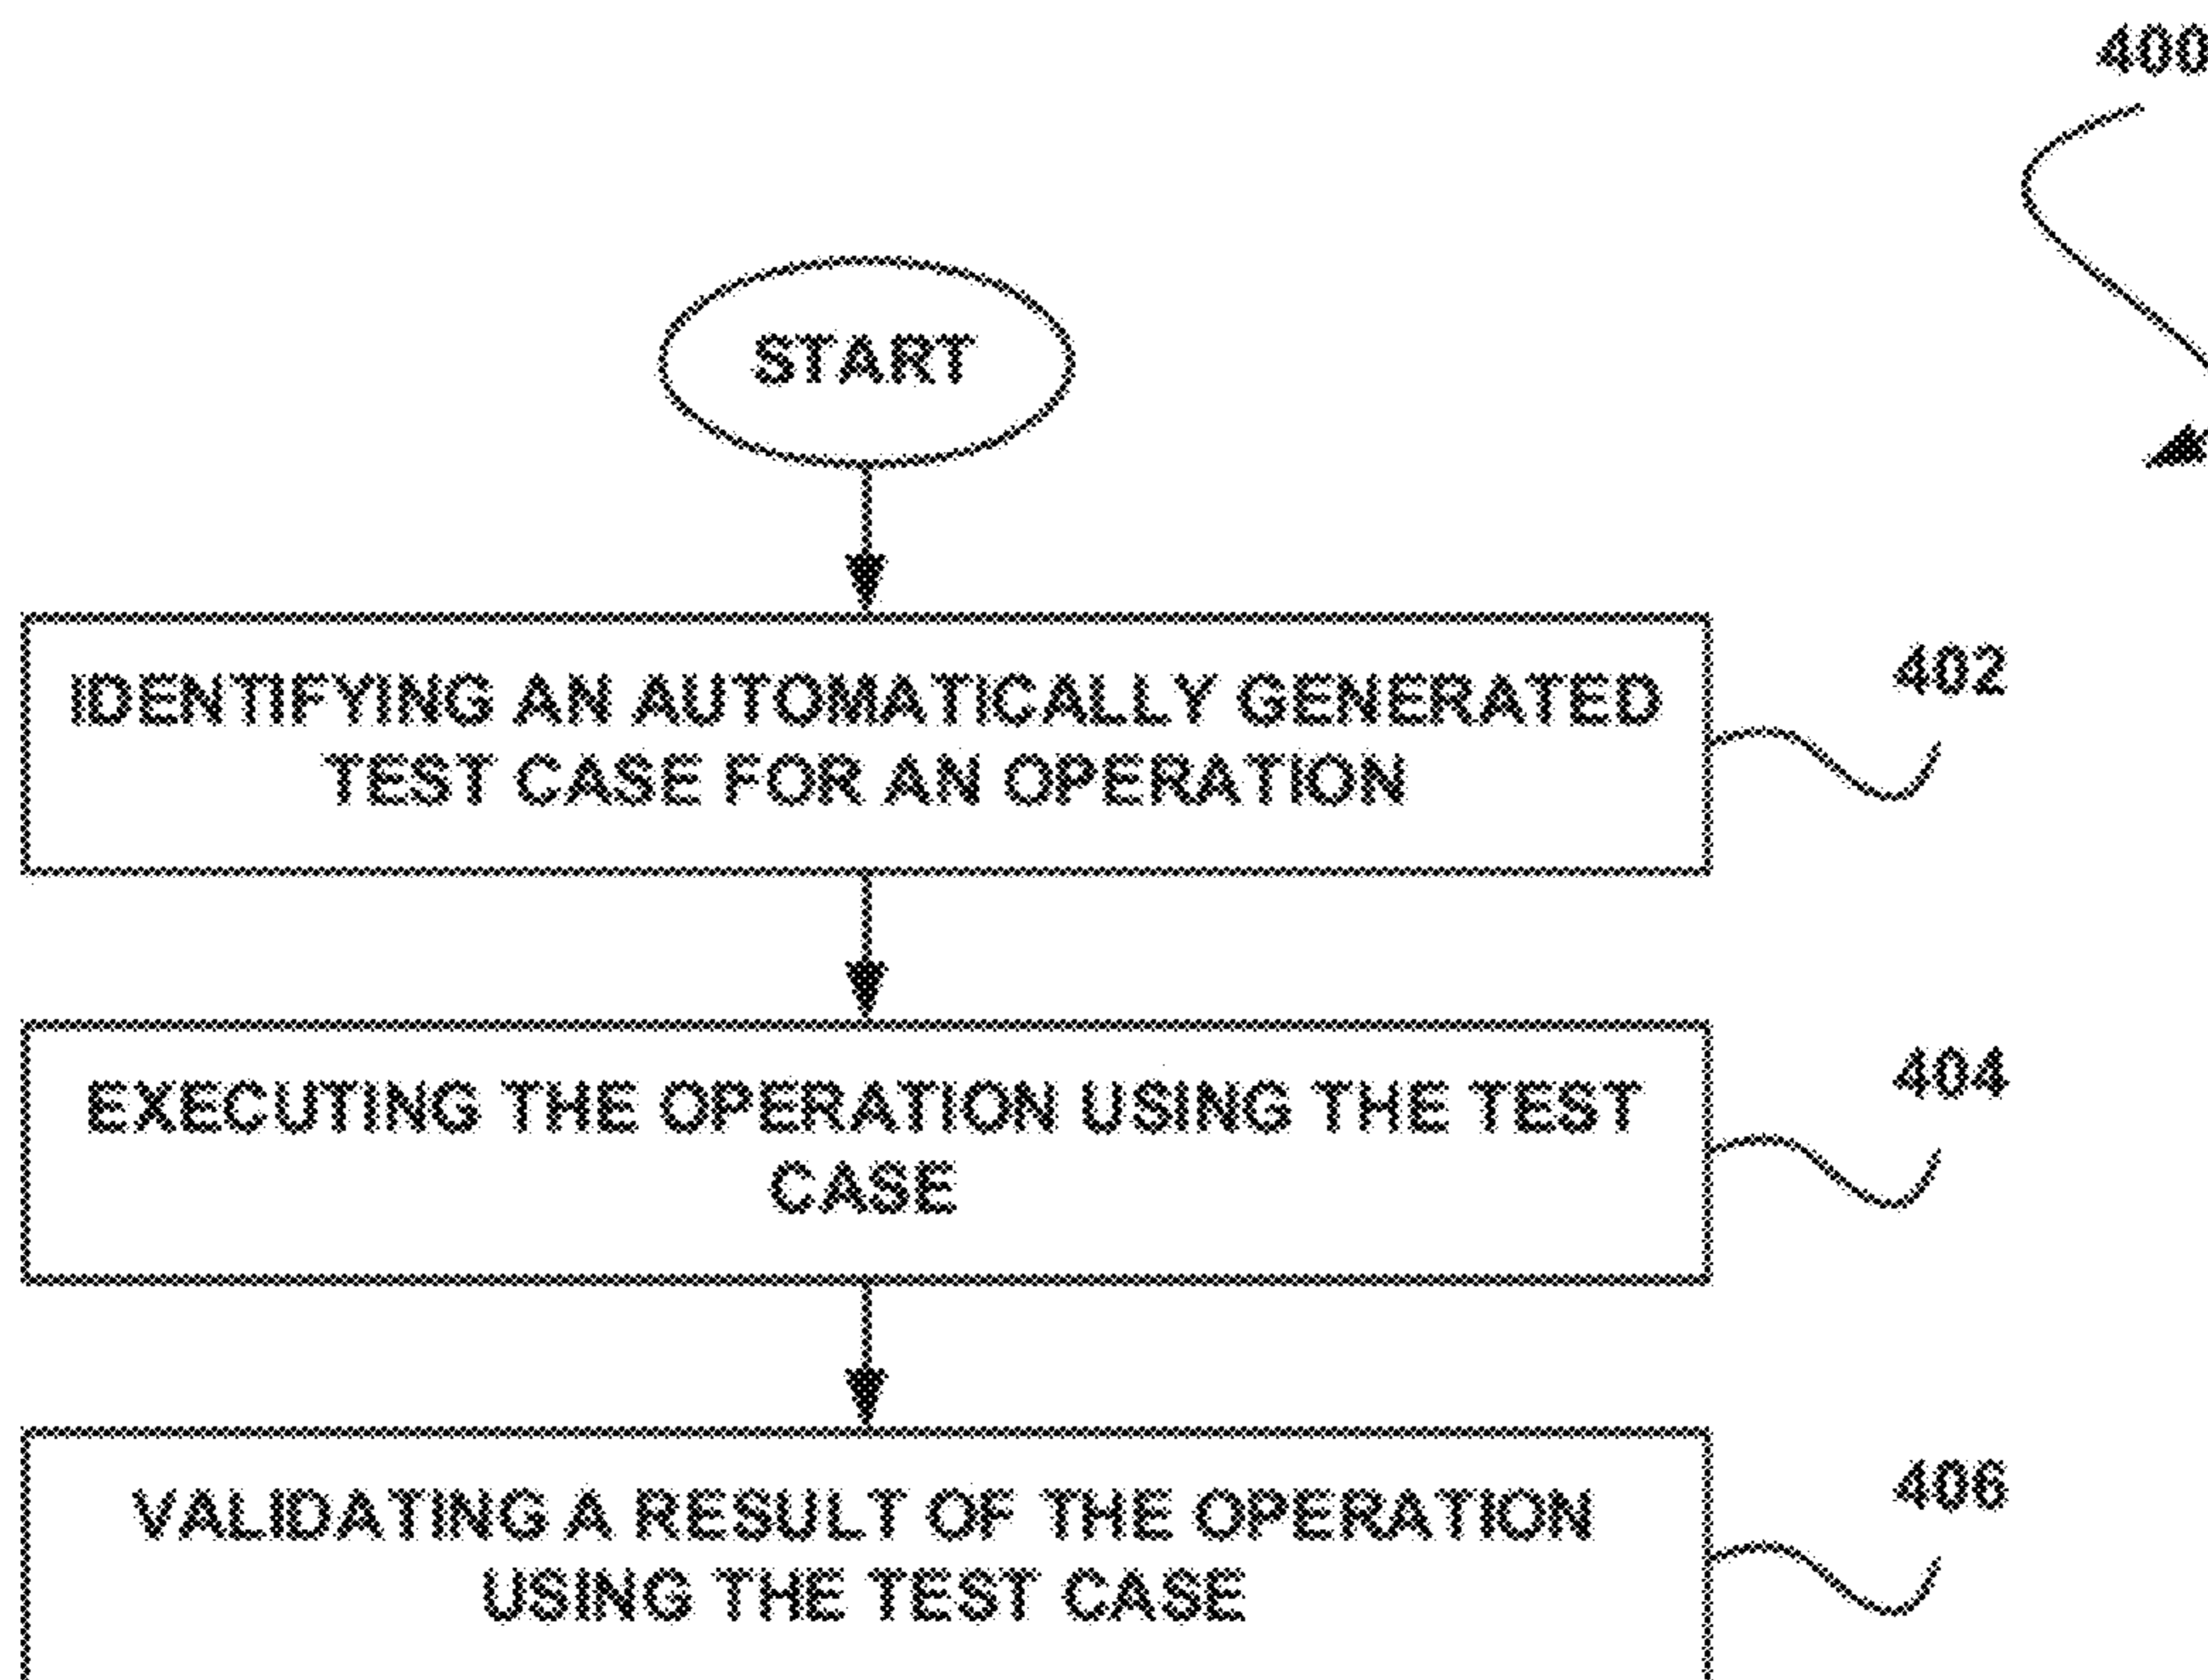 400
START
IDENTIFYING AN AUTOMATICALLY GENERATED
TEST CASE FOR AN OPERATION
402
EXECUTING THE OPERATION USING THE TEST
CASE
404
VALIDATING A RESULT OF THE OPERATION
USING THE TEST CASE
406